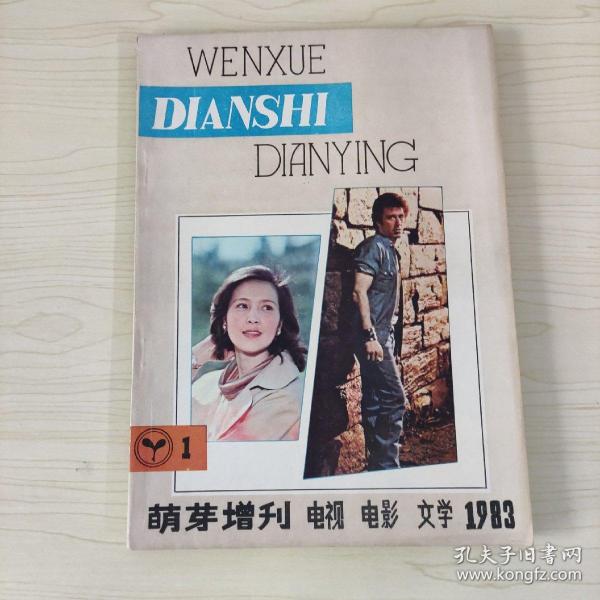 WENXUE
DIANSHI
DIANYING
1
萌芽增刊 电视 电影 文学 1983
孔夫子旧书网
www.kongfz.com